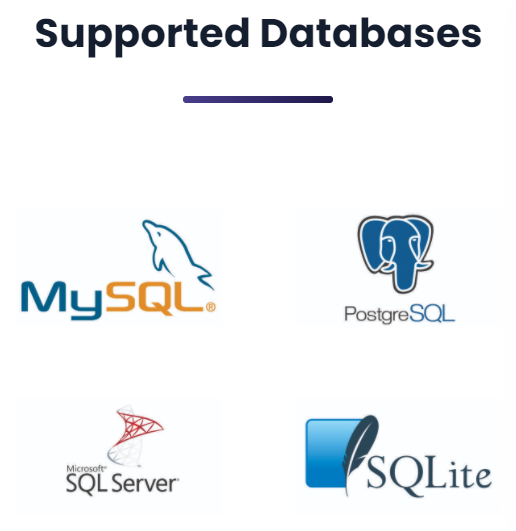 Supported Databases
MySQL®
PostgreSQL
Microsoft®
SQL Server®
SQLite